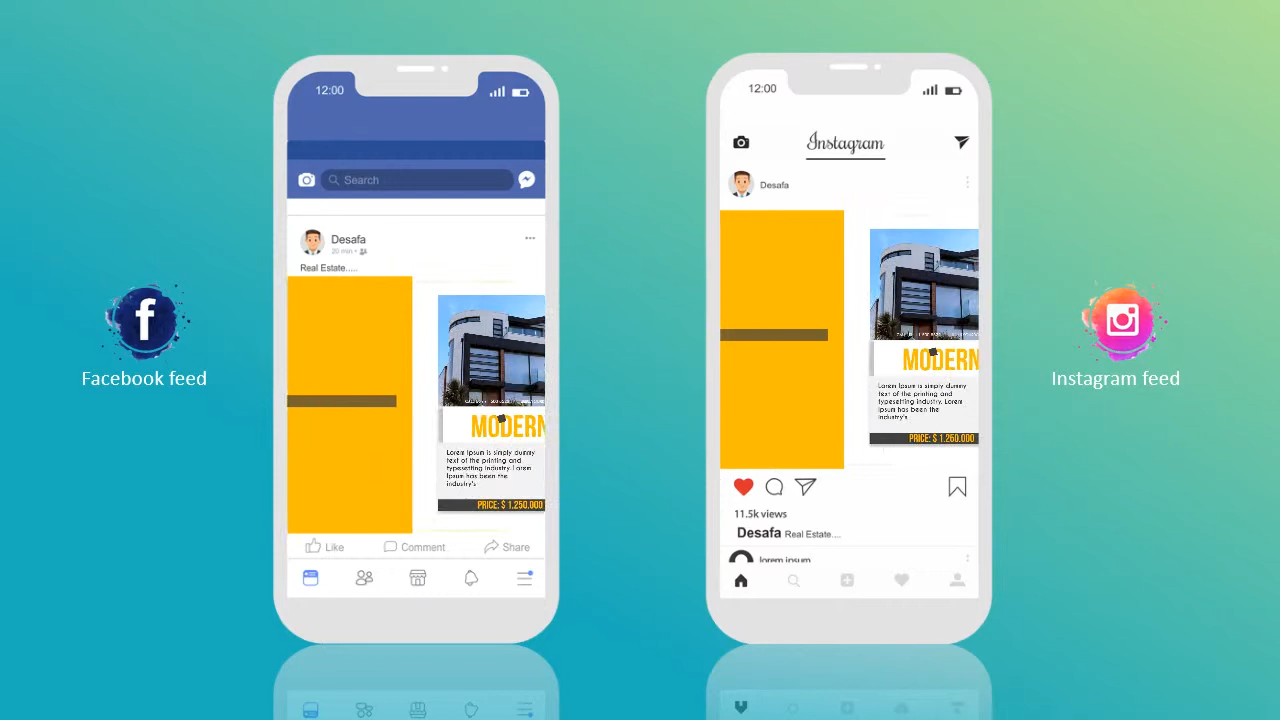 12:00
Search
Desafa
20 min
Real Estate.....
MODERN
Lorem Ipsum is simply dummy
text of the printing and
typesetting industry. Lorem
Ipsum has been the
industry's
PRICE: $ 1.250.000
Like
Comment
Share
f
Facebook feed
12:00
Instagram
Desafa
MODERN
Lorem Ipsum is simply dummy
text of the printing and
typesetting industry. Lorem
Ipsum has been the
industry's
PRICE: $ 1.250.000
11.5k views
Desafa Real Estate....
lorem ipsum
Instagram feed